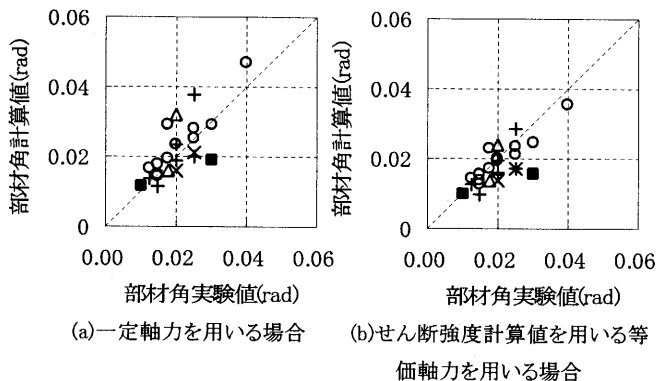 部材角計算値(rad)
0.06
0.04
0.02
0
0.00 0.02 0.04 0.06
部材角実験値(rad)
(a)一定軸力を用いる場合
部材角計算値(rad)
0.06
0.04
0.02
0
0.00 0.02 0.04 0.06
部材角実験値(rad)
(b)せん断強度計算値を用いる等
価軸力を用いる場合